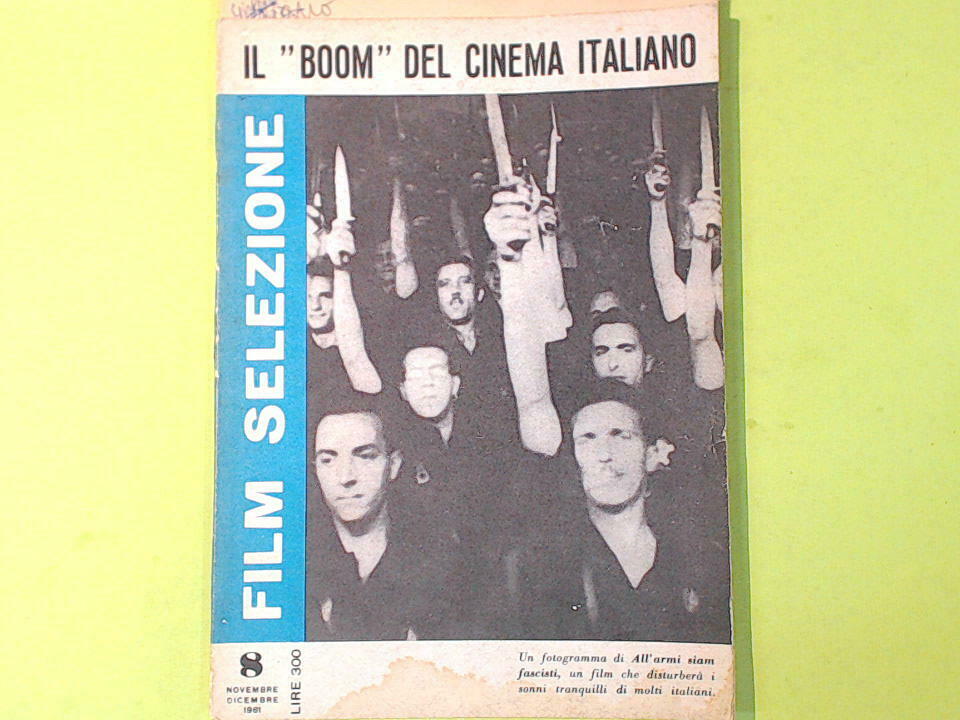 IL "BOOM" DEL CINEMA ITALIANO
FILM SELEZIONE
8
NOVEMBRE
DICEMBRE
1961
LIRE 300
Un fotogramma di All'armi siam
fascisti, un film che disturberà i
sonni tranquilli di molti italiani.